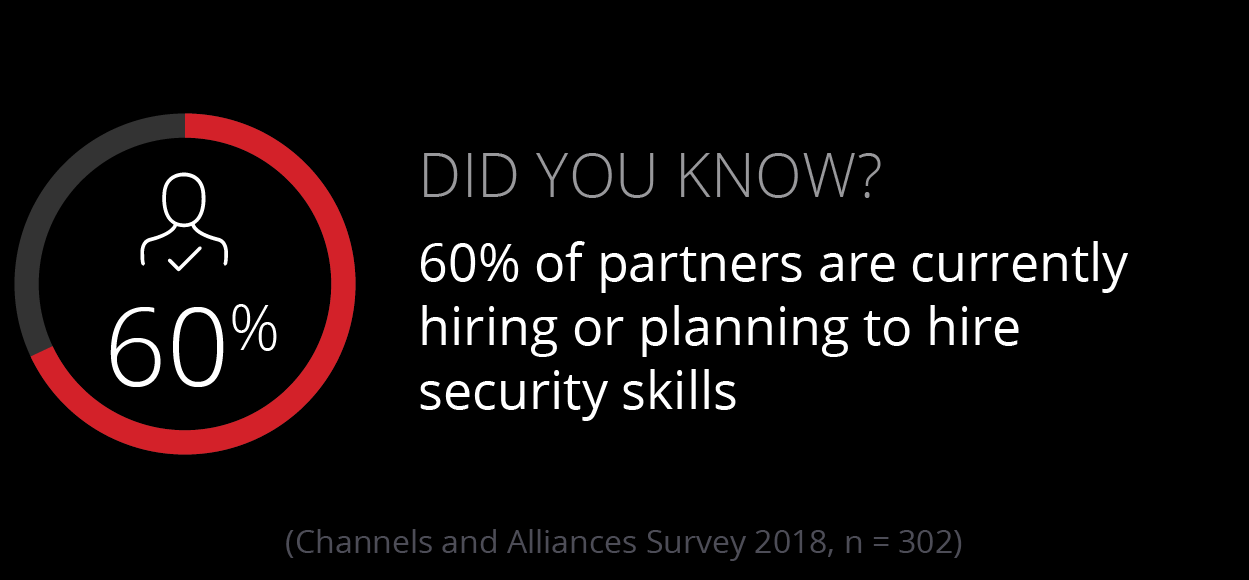 DID YOU KNOW?
60% of partners are currently
hiring or planning to hire
security skills
60%
(Channels and Alliances Survey 2018, n = 302)